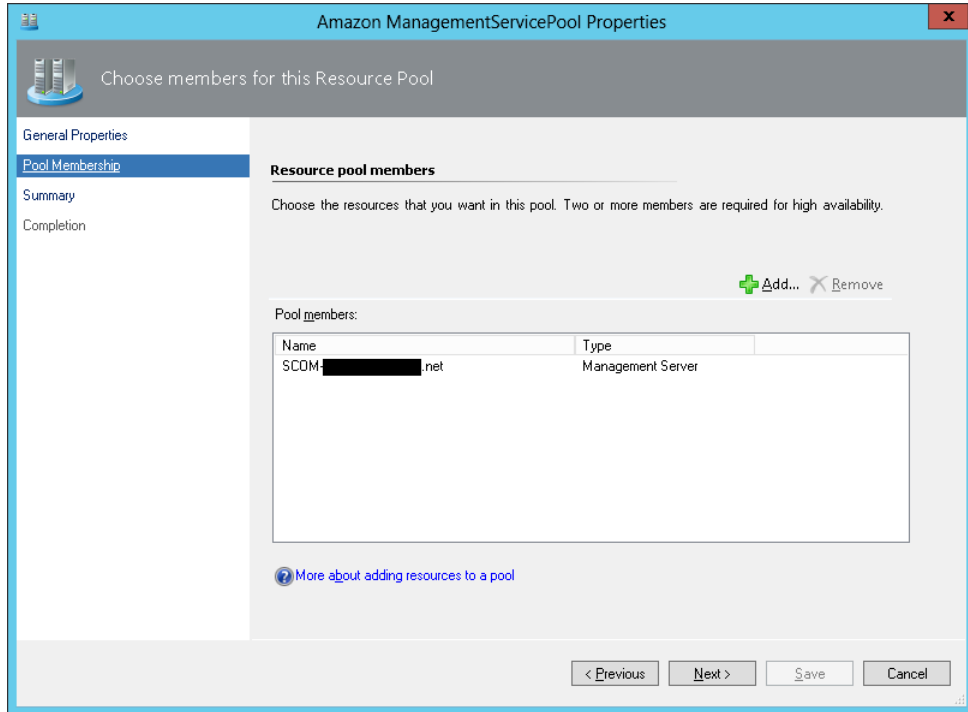 Amazon ManagementServicePool Properties
x
Choose members for this Resource Pool
General Properties
Pool Membership
Summary
Completion
Resource pool members
Choose the resources that you want in this pool. Two or more members are required for high availability.
Add... Remove
Pool members:
Name Type
SCOM- .net Management Server
More about adding resources to a pool
< Previous Next > Save Cancel